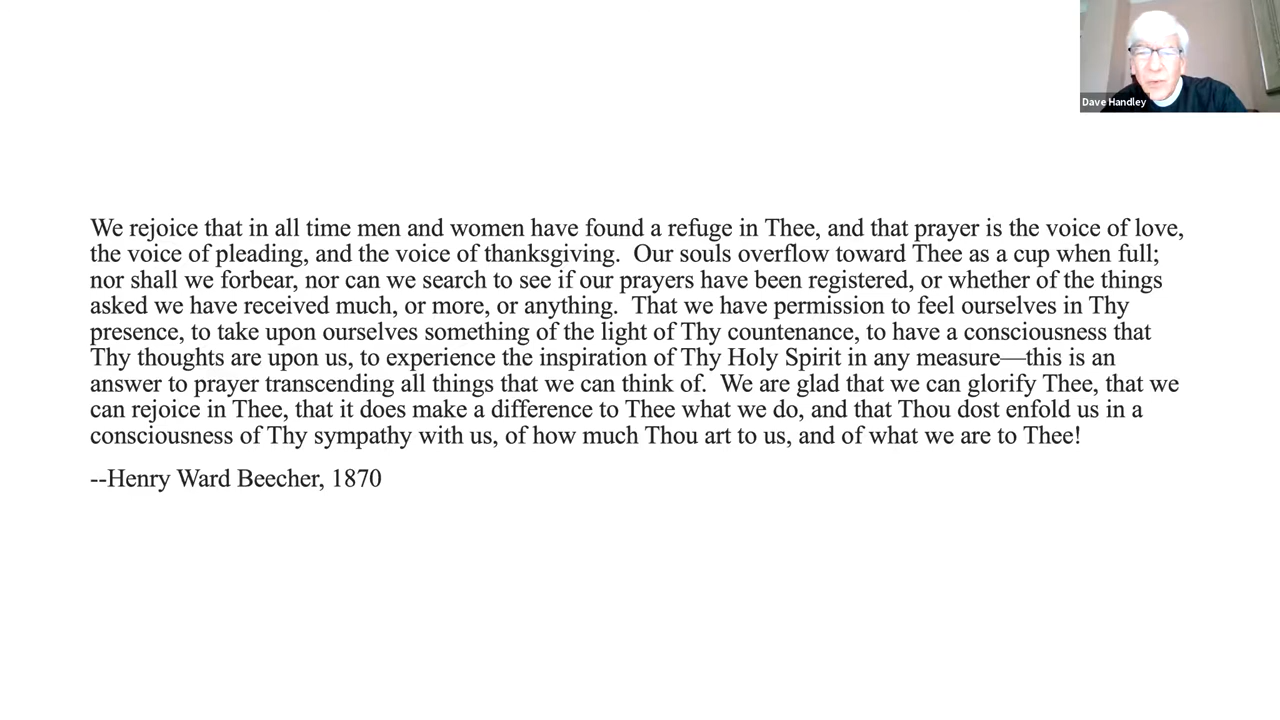 Dave Handley
We rejoice that in all time men and women have found a refuge in Thee, and that prayer is the voice of love,
the voice of pleading, and the voice of thanksgiving.  Our souls overflow toward Thee as a cup when full;
nor shall we forbear, nor can we search to see if our prayers have been registered, or whether of the things
asked we have received much, or more, or anything.  That we have permission to feel ourselves in Thy
presence, to take upon ourselves something of the light of Thy countenance, to have a consciousness that
Thy thoughts are upon us, to experience the inspiration of Thy Holy Spirit in any measure—this is an
answer to prayer transcending all things that we can think of.  We are glad that we can glorify Thee, that we
can rejoice in Thee, that it does make a difference to Thee what we do, and that Thou dost enfold us in a
consciousness of Thy sympathy with us, of how much Thou art to us, and of what we are to Thee!
--Henry Ward Beecher, 1870